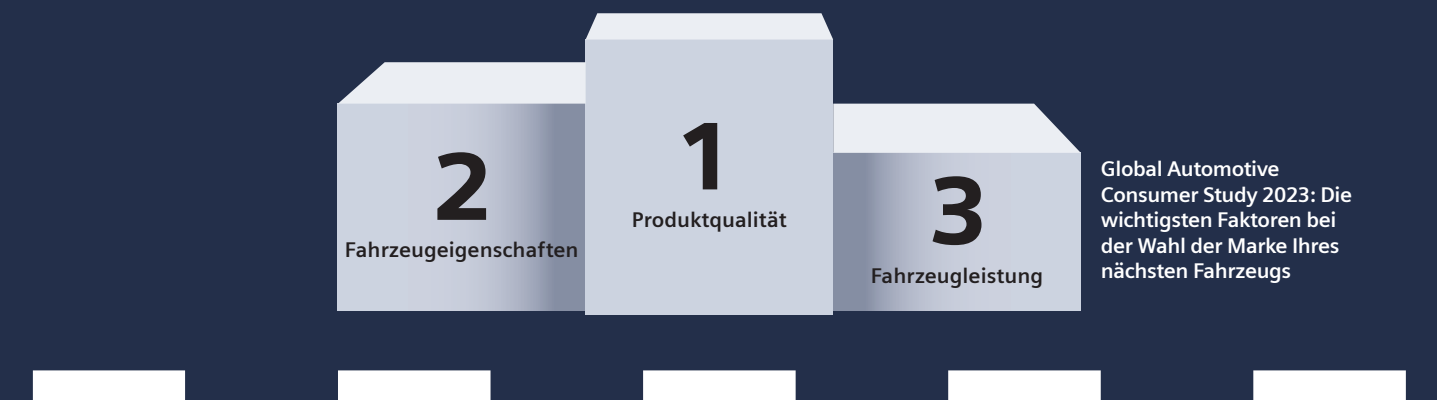 1
Produktqualität
2
Fahrzeugeigenschaften
3
Fahrzeugleistung
Global Automotive
Consumer Study 2023: Die
wichtigsten Faktoren bei
der Wahl der Marke Ihres
nächsten Fahrzeugs